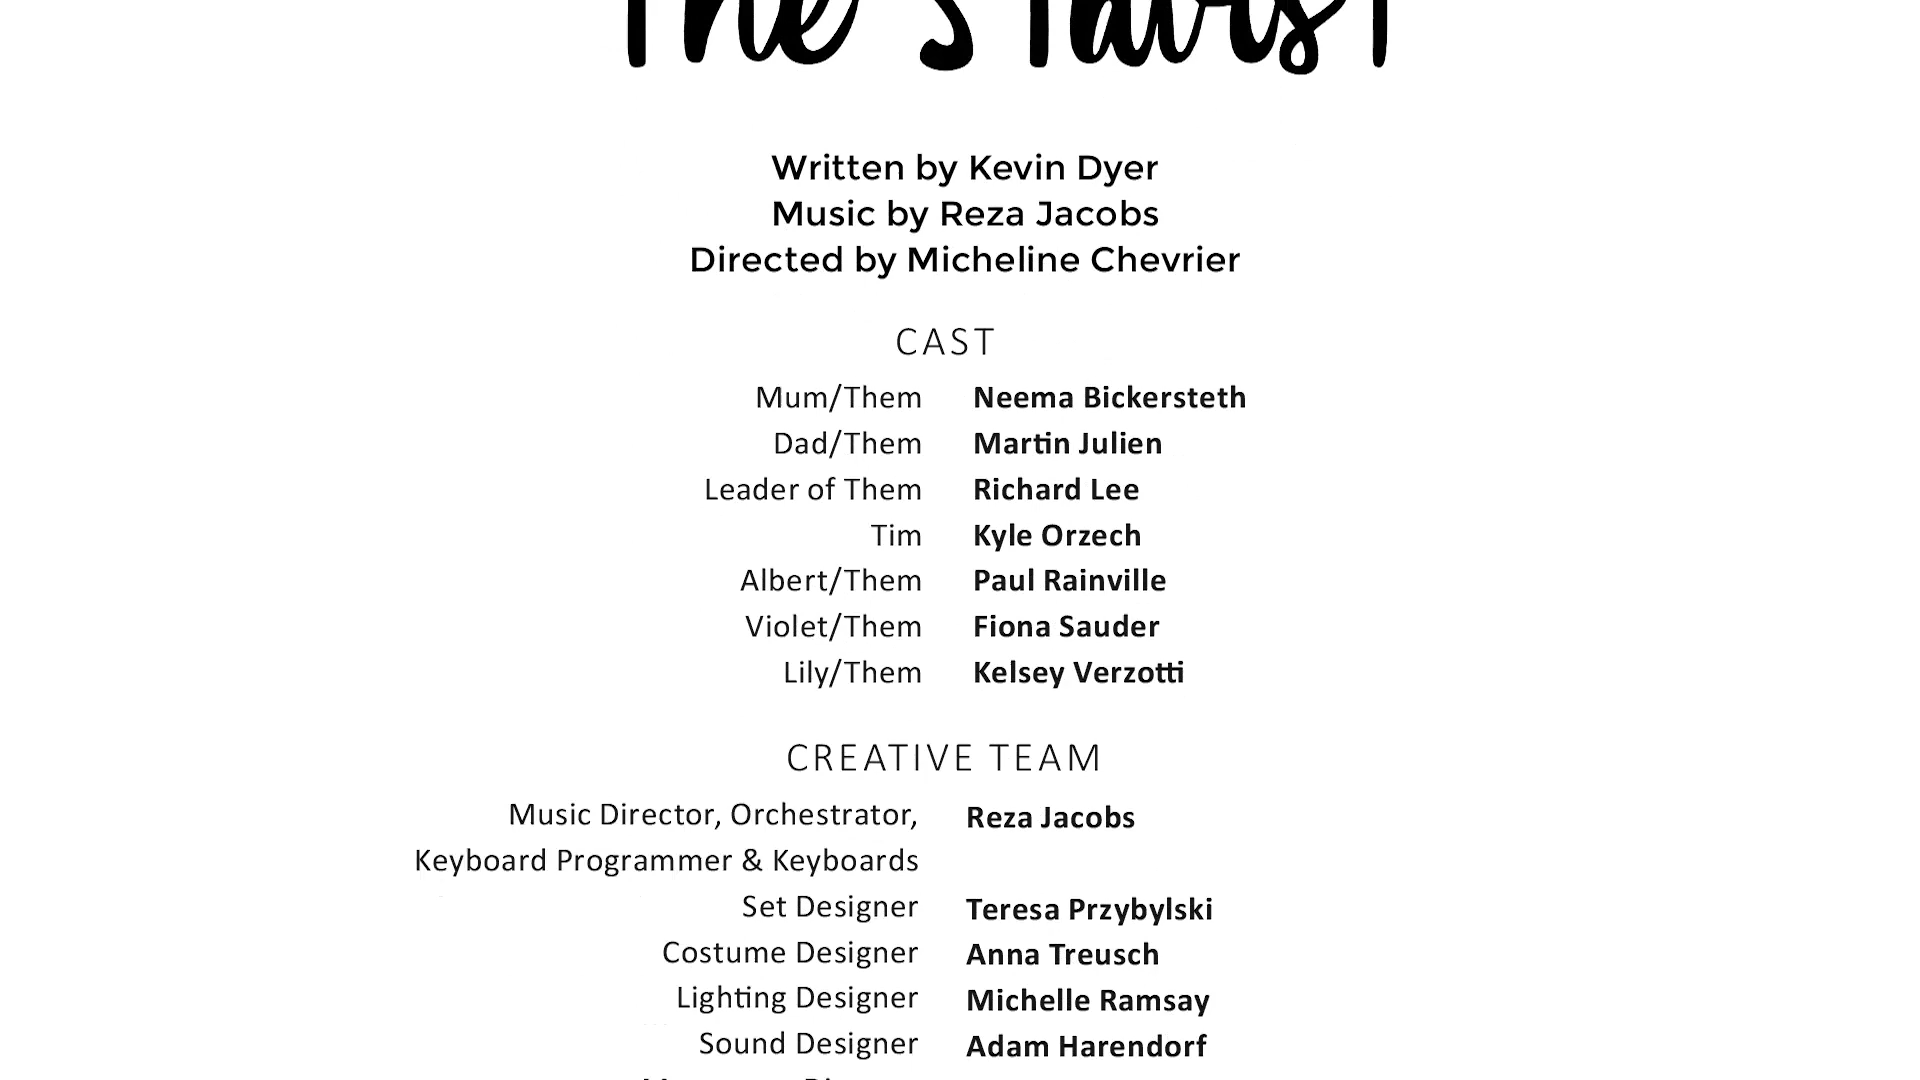 The
Written by Kevin Dyer
Music by Reza Jacobs
Directed by Micheline Chevrier
CAST
Mum/Them Neema Bickersteth
Dad/Them Martin Julien
Leader of Them Richard Lee
Tim Kyle Orzech
Albert/Them Paul Rainville
Violet/Them Fiona Sauder
Lily/Them Kelsey Verzotti
CREATIVE TEAM
Music Director, Orchestrator, Reza Jacobs
Keyboard Programmer & Keyboards
Set Designer Teresa Przybylski
Costume Designer Anna Treusch
Lighting Designer Michelle Ramsay
Sound Designer Adam Harendorf